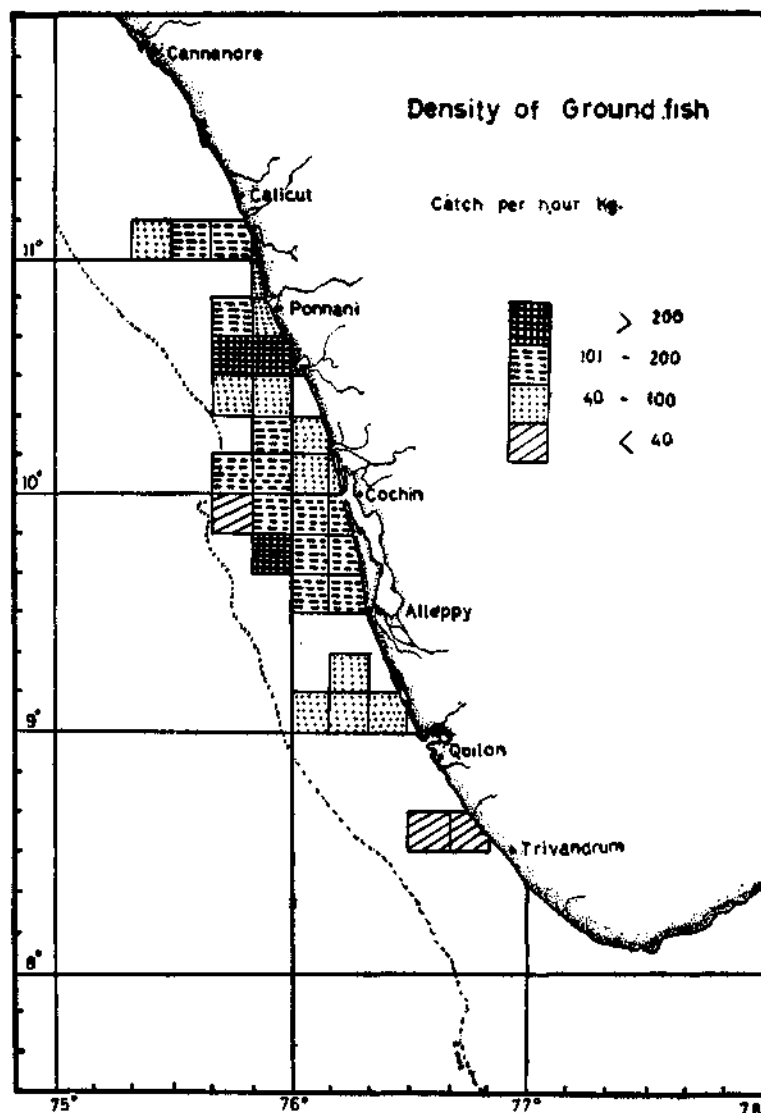 Cannanore
Density of Ground.fish
Calicut
Catch per hour Kg.
11°
Ponnani
> 200
101 - 200
40 - 100
< 40
10°
Cochin
Alleppy
9°
Quilon
Trivandrum
8°
75° 76° 77° 78